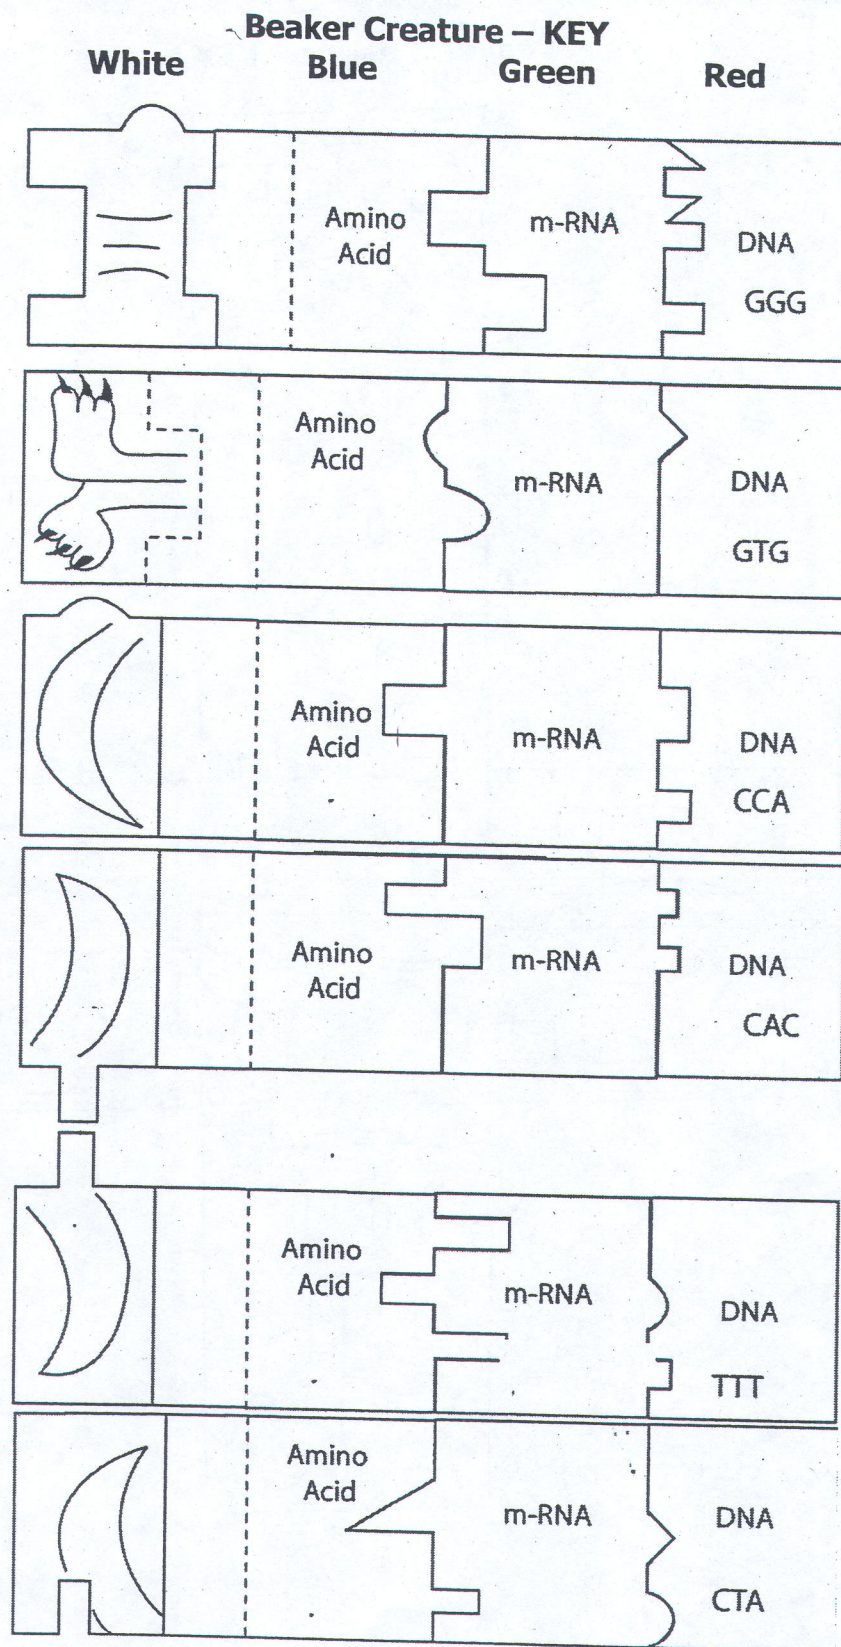 Beaker Creature – KEY
White Blue Green Red
Amino
Acid
m-RNA
DNA
GGG
Amino
Acid
m-RNA
DNA
GTG
Amino
Acid
m-RNA
DNA
CCA
Amino
Acid
m-RNA
DNA
CAC
Amino
Acid
m-RNA
DNA
TTT
Amino
Acid
m-RNA
DNA
CTA